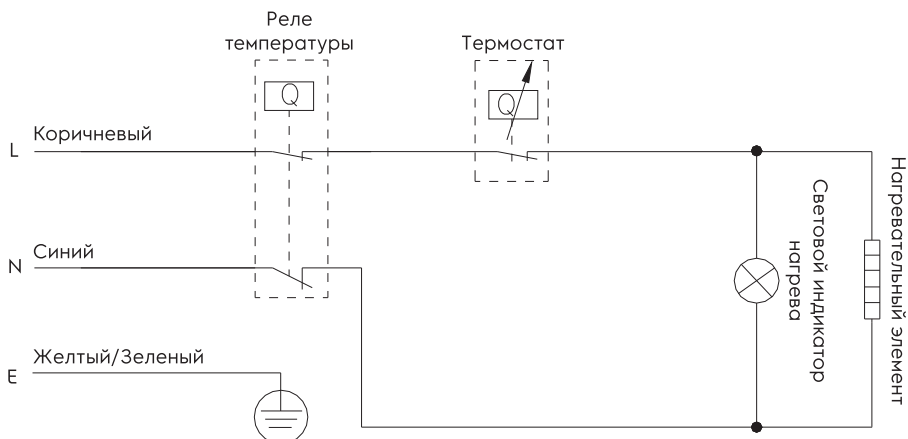 Реле
температуры
Термостат
Q
Q
L
Коричневый
N
Синий
E
Желтый/Зеленый
Световой индикатор
нагрева
Нагревательный элемент